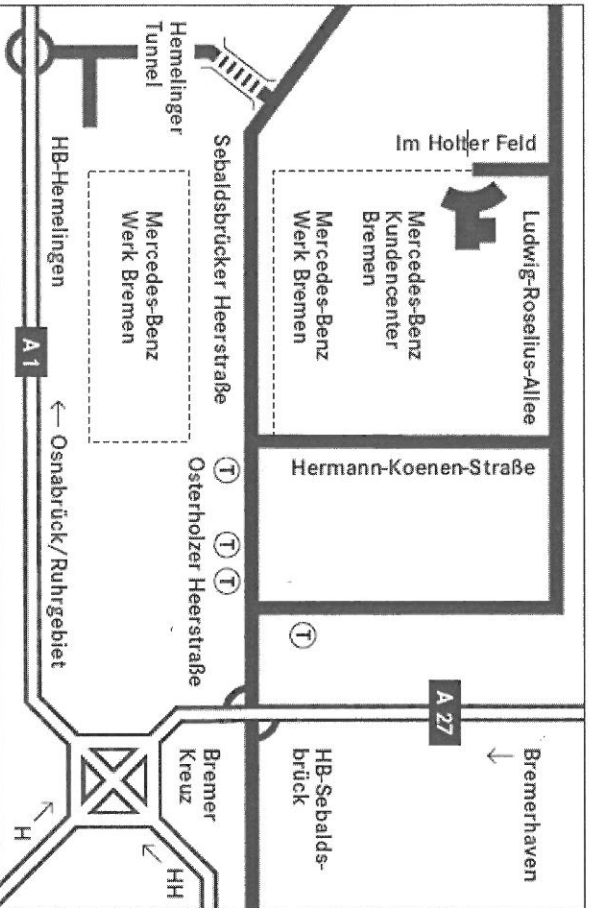 Ludwig-Roselius-Allee
Bremerhaven
←
Im Holter Feld
Hermann-Koenen-Straße
A 27
Mercedes-Benz
Kundencenter
Bremen
Mercedes-Benz
Werk Bremen
HB-Sebalds-
brück
T
Sebaldsbrücker Heerstraße
T
T
T
Osterholzer Heerstraße
Bremer
Kreuz
Hemelinger
Tunnel
Mercedes-Benz
Werk Bremen
HH
HB-Hemelingen
← Osnabrück/Ruhrgebiet
A 1
H